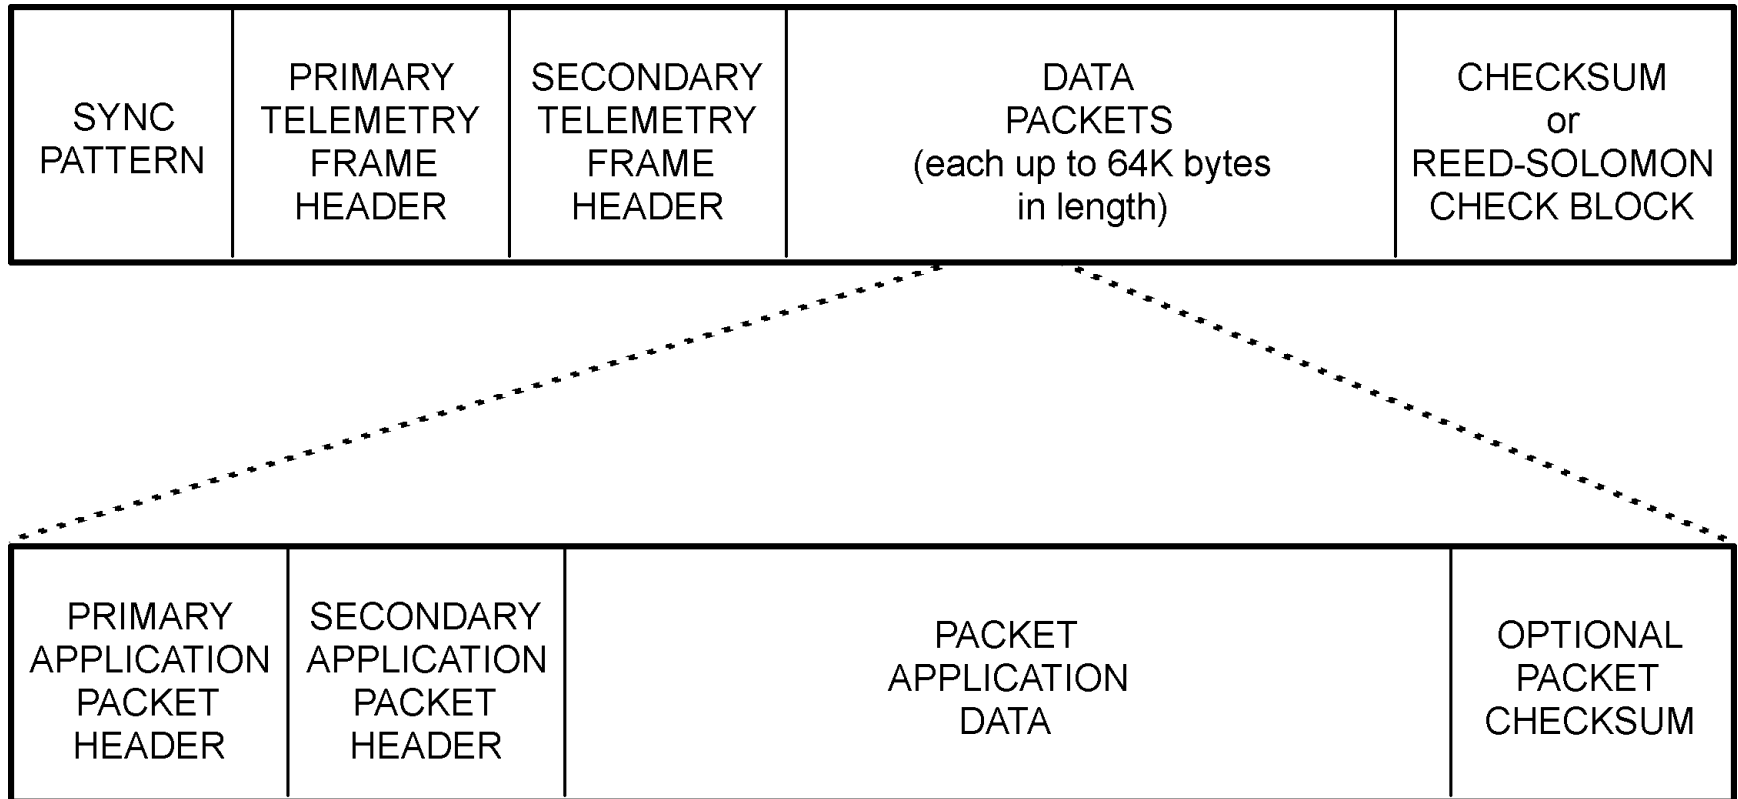 SYNC
PATTERN
PRIMARY
TELEMETRY
FRAME
HEADER
SECONDARY
TELEMETRY
FRAME
HEADER
DATA
PACKETS
(each up to 64K bytes
in length)
CHECKSUM
or
REED-SOLOMON
CHECK BLOCK
PRIMARY
APPLICATION
PACKET
HEADER
SECONDARY
APPLICATION
PACKET
HEADER
PACKET
APPLICATION
DATA
OPTIONAL
PACKET
CHECKSUM